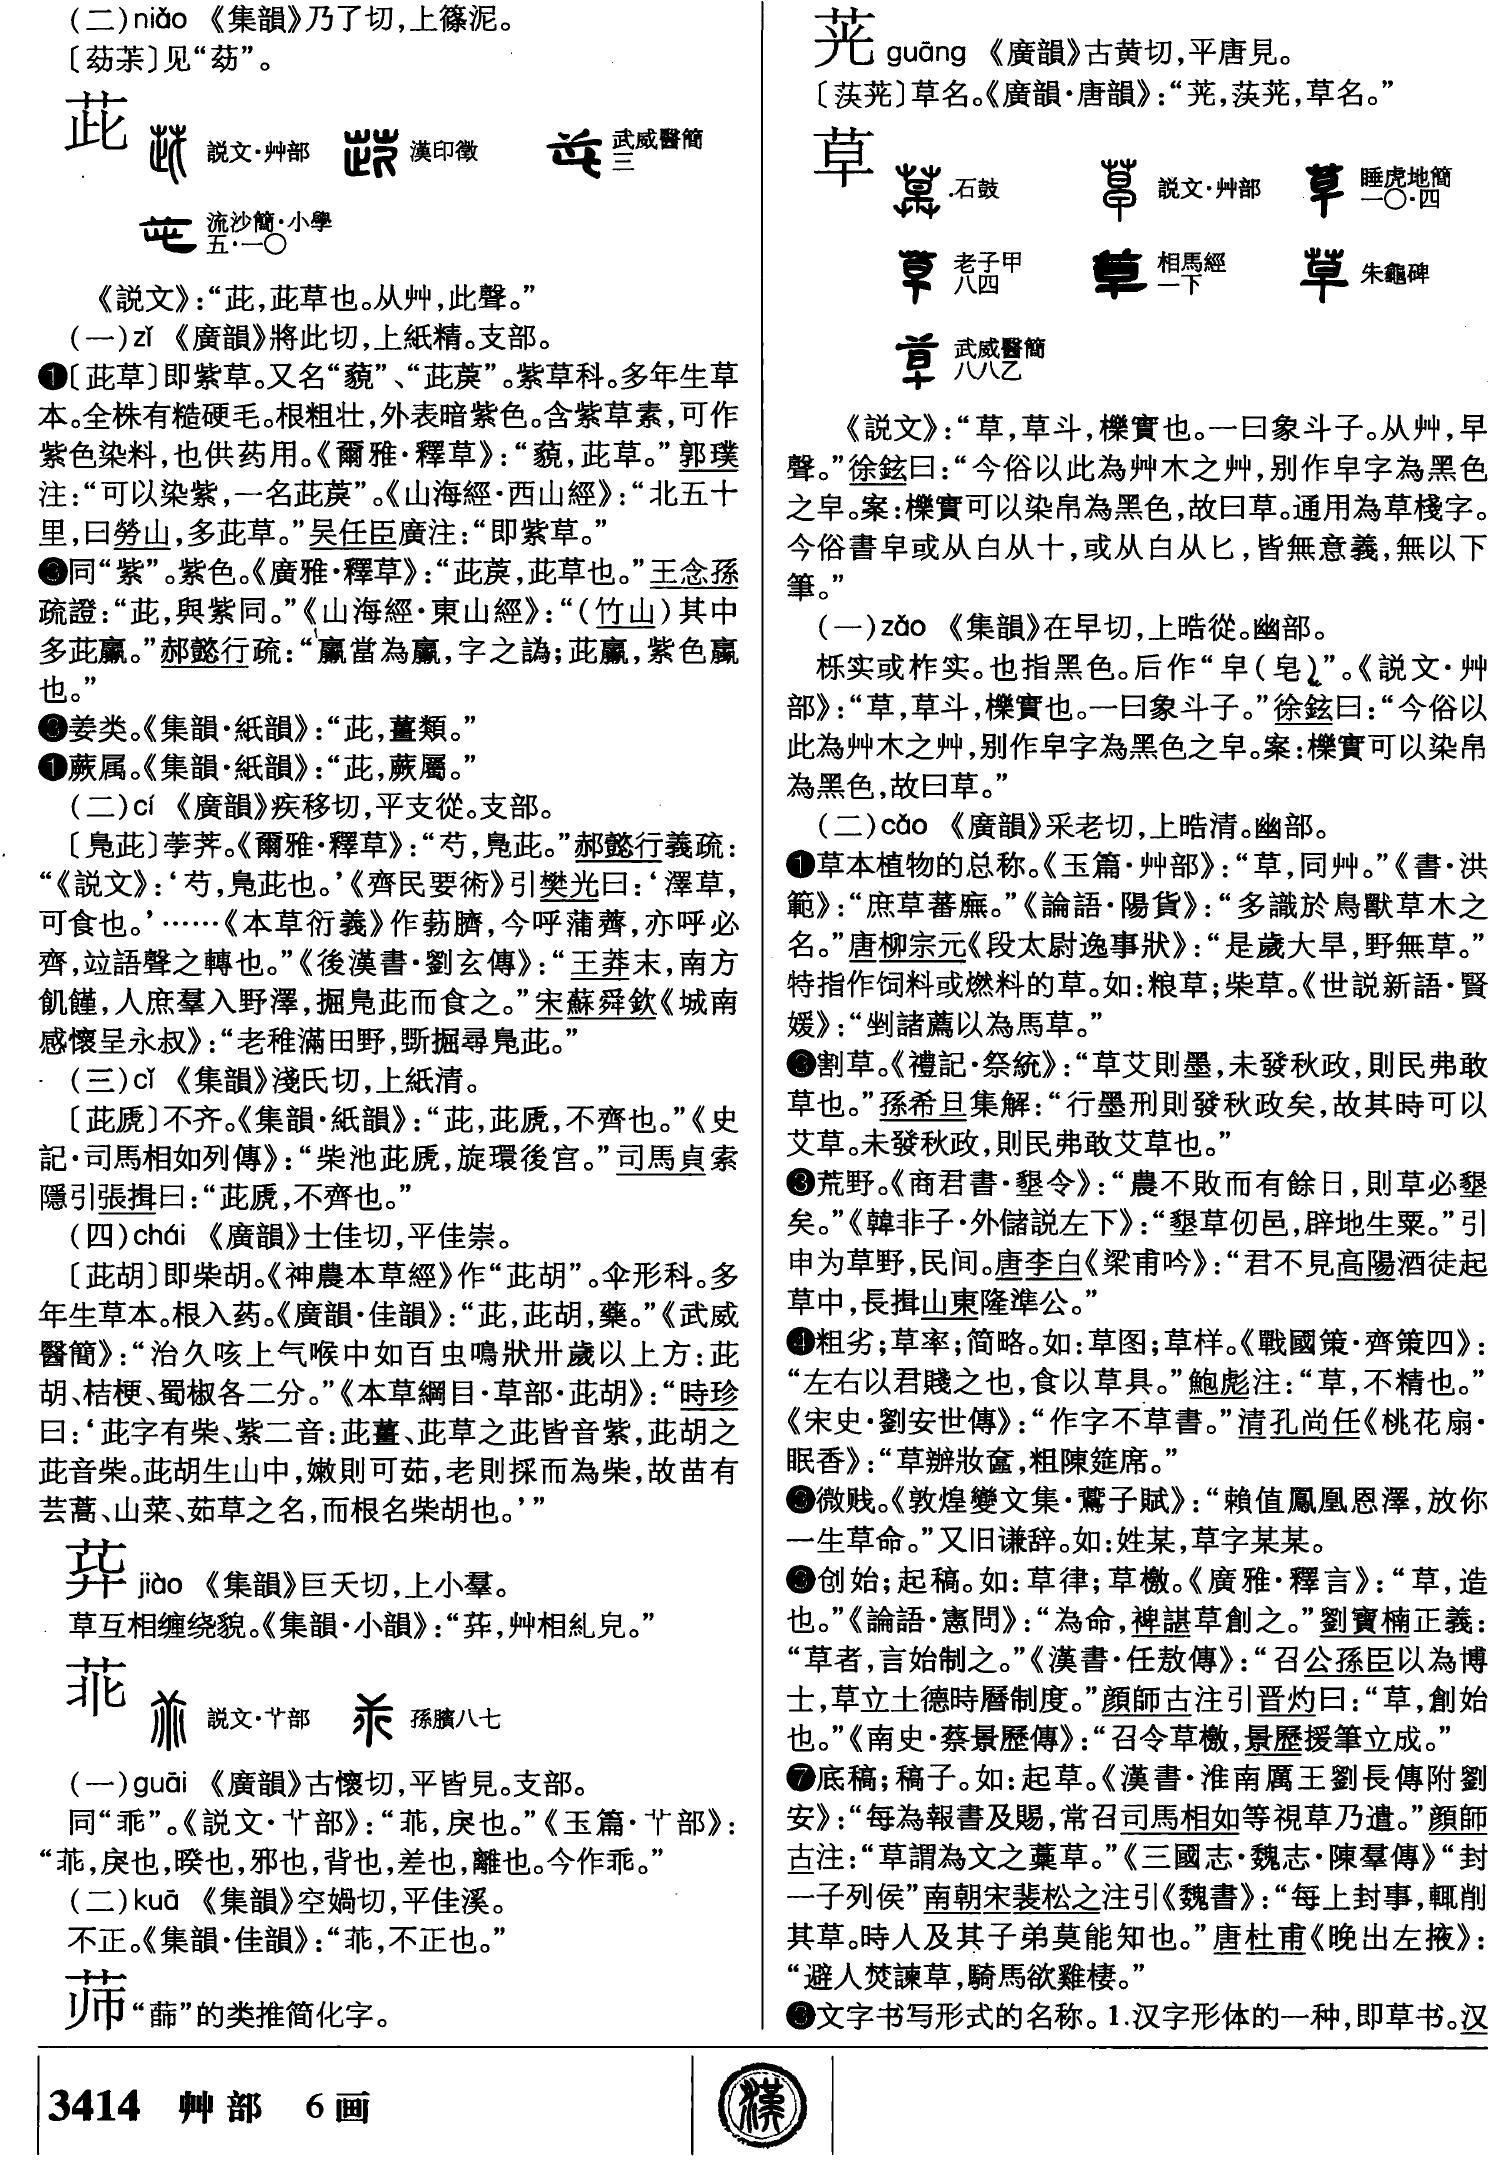 (二)niǎo 《集韻》乃了切,上篠泥。
〔䒺𦭏〕见“䒺”。
茈
説文·艸部
漢印徵
武威醫簡
三
流沙簡·小學
五·一〇
《説文》:“茈,茈草也。从艸,此聲。”
(一)zǐ 《廣韻》將此切,上紙精。支部。
❶〔茈草〕即紫草。又名“藐”、“茈䓞”。紫草科。多年生草
本。全株有糙硬毛。根粗壮,外表暗紫色。含紫草素,可作
紫色染料,也供药用。《爾雅·釋草》:“藐,茈草。”郭璞
注:“可以染紫,一名茈䓞”。《山海經·西山經》:“北五十
里,曰勞山,多茈草。”吴任臣廣注:“即紫草。”
❷同“紫”。紫色。《廣雅·釋草》:“茈䓞,茈草也。”王念孫
疏證:“茈,與紫同。”《山海經·東山經》:“(竹山)其中
多茈蠃。”郝懿行疏:“蠃當為蠃,字之譌;茈蠃,紫色蠃
也。”
❸姜类。《集韻·紙韻》:“茈,薑類。”
❹蕨属。《集韻·紙韻》:“茈,蕨屬。”
(二)cí 《廣韻》疾移切,平支從。支部。
〔凫茈〕荸荠。《爾雅·釋草》:“芍,凫茈。”郝懿行義疏:
“《説文》:‘芍,凫茈也。’《齊民要術》引樊光曰:‘澤草,
可食也。’……《本草衍義》作葧臍,今呼蒲薺,亦呼必
齊,竝語聲之轉也。”《後漢書·劉玄傳》:“王莽末,南方
飢饉,人庶羣入野澤,掘凫茈而食之。”宋蘇舜欽《城南
感懷呈永叔》:“老稚滿田野,斲掘尋凫茈。”
(三)cǐ 《集韻》淺氏切,上紙清。
〔茈虒〕不齐。《集韻·紙韻》:“茈,茈虒,不齊也。”《史
記·司馬相如列傳》:“柴池茈虒,旋環後宫。”司馬貞索
隱引張揖曰:“茈虒,不齊也。”
(四)chái 《廣韻》士佳切,平佳崇。
〔茈胡〕即柴胡。《神農本草經》作“茈胡”。伞形科。多
年生草本。根入药。《廣韻·佳韻》:“茈,茈胡,藥。”《武威
醫簡》:“治久咳上气喉中如百虫鳴狀卅歲以上方:茈
胡、桔梗、蜀椒各二分。”《本草綱目·草部·茈胡》:“時珍
曰:‘茈字有柴、紫二音:茈薑、茈草之茈皆音紫,茈胡之
茈音柴。茈胡生山中,嫩則可茹,老則採而為柴,故苗有
芸蒿、山菜、茹草之名,而根名柴胡也。’”
茻 jiào 《集韻》巨夭切,上小羣。
草互相缠绕貌。《集韻·小韻》:“,艸相糺皃。”
𦮃
説文·𠁥部
孫臏八七
(一)guāi 《廣韻》古懷切,平皆見。支部。
同“乖”。《説文·𠁥部》:“𦮃,戾也。”《玉篇·𠁥部》:
“𦮃,戾也,睽也,邪也,背也,差也,離也。今作乖。”
(二)kuā 《集韻》空媧切,平佳溪。
不正。《集韻·佳韻》:“𦮃,不正也。”
𫇭 “䔮”的类推简化字。
茪 guāng 《廣韻》古黄切,平唐見。
〔䒰茪〕草名。《廣韻·唐韻》:“茪,䒰茪,草名。”
草
石鼓
説文·艸部
睡虎地簡
一〇·四
老子甲
八四
相馬經
一下
朱龜碑
武威醫簡
八八乙
《説文》:“草,草斗,櫟實也。一曰象斗子。从艸,早
聲。”徐鉉曰:“今俗以此為艸木之艸,别作皁字為黑色
之皁。案:櫟實可以染帛為黑色,故曰草。通用為草棧字。
今俗書皁或从白从十,或从白从匕,皆無意義,無以下
筆。”
(一)zào 《集韻》在早切,上晧從。幽部。
栎实或柞实。也指黑色。后作“皁(皂)”。《説文·艸
部》:“草,草斗,櫟實也。一曰象斗子。”徐鉉曰:“今俗以
此為艸木之艸,别作皁字為黑色之皁。案:櫟實可以染帛
為黑色,故曰草。”
(二)cǎo 《廣韻》采老切,上晧清。幽部。
❶草本植物的总称。《玉篇·艸部》:“草,同艸。”《書·洪
範》:“庶草蕃廡。”《論語·陽貨》:“多識於鳥獸草木之
名。”唐柳宗元《段太尉逸事狀》:“是歲大旱,野無草。”
特指作饲料或燃料的草。如:粮草;柴草。《世説新語·賢
媛》:“剉諸薦以為馬草。”
❷割草。《禮記·祭統》:“草艾則墨,未發秋政,則民弗敢
草也。”孫希旦集解:“行墨刑則發秋政矣,故其時可以
艾草。未發秋政,則民弗敢艾草也。”
❸荒野。《商君書·墾令》:“農不敗而有餘日,則草必墾
矣。”《韓非子·外儲説左下》:“墾草仞邑,辟地生粟。”引
申为草野,民间。唐李白《梁甫吟》:“君不見高陽酒徒起
草中,長揖山東隆準公。”
❹粗劣;草率;简略。如:草图;草样。《戰國策·齊策四》:
“左右以君賤之也,食以草具。”鮑彪注:“草,不精也。”
《宋史·劉安世傳》:“作字不草書。”清孔尚任《桃花扇·
眠香》:“草辦妝奩,粗陳筵席。”
❺微贱。《敦煌變文集·鷰子賦》:“賴值鳳凰恩澤,放你
一生草命。”又旧谦辞。如:姓某,草字某某。
❻创始;起稿。如:草律;草檄。《廣雅·釋言》:“草,造
也。”《論語·憲問》:“為命,裨諶草創之。”劉寶楠正義:
“草者,言始制之。”《漢書·任敖傳》:“召公孫臣以為博
士,草立土德時曆制度。”顔師古注引晋灼曰:“草,創始
也。”《南史·蔡景歷傳》:“召令草檄,景歷援筆立成。”
❼底稿;稿子。如:起草。《漢書·淮南厲王劉長傳附劉
安》:“每為報書及賜,常召司馬相如等視草乃遣。”顔師
古注:“草謂為文之藁草。”《三國志·魏志·陳羣傳》“封
一子列侯”南朝宋裴松之注引《魏書》:“每上封事,輒削
其草。時人及其子弟莫能知也。”唐杜甫《晚出左掖》:
“避人焚諫草,騎馬欲雞棲。”
❽文字书写形式的名称。1.汉字形体的一种,即草书。汉
3414 艸部 6画
漢